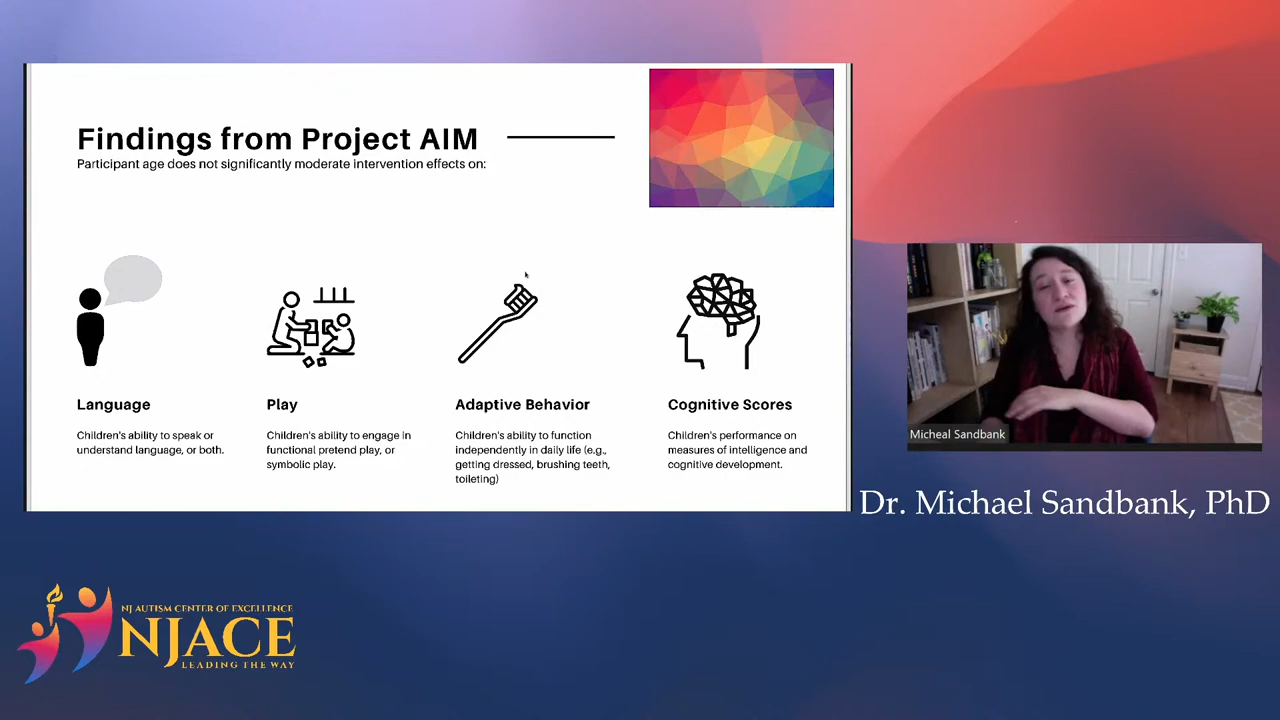 Findings from Project AIM
Participant age does not significantly moderate intervention effects on:
Language
Children's ability to speak or
understand language, or both.
Play
Children's ability to engage in
functional pretend play, or
symbolic play.
Adaptive Behavior
Children's ability to function
independently in daily life (e.g.,
getting dressed, brushing teeth,
toileting)
Cognitive Scores
Children's performance on
measures of intelligence and
cognitive development.
Micheal Sandbank
Dr. Michael Sandbank, PhD
NJ AUTISM CENTER OF EXCELLENCE
NJACE
LEADING THE WAY